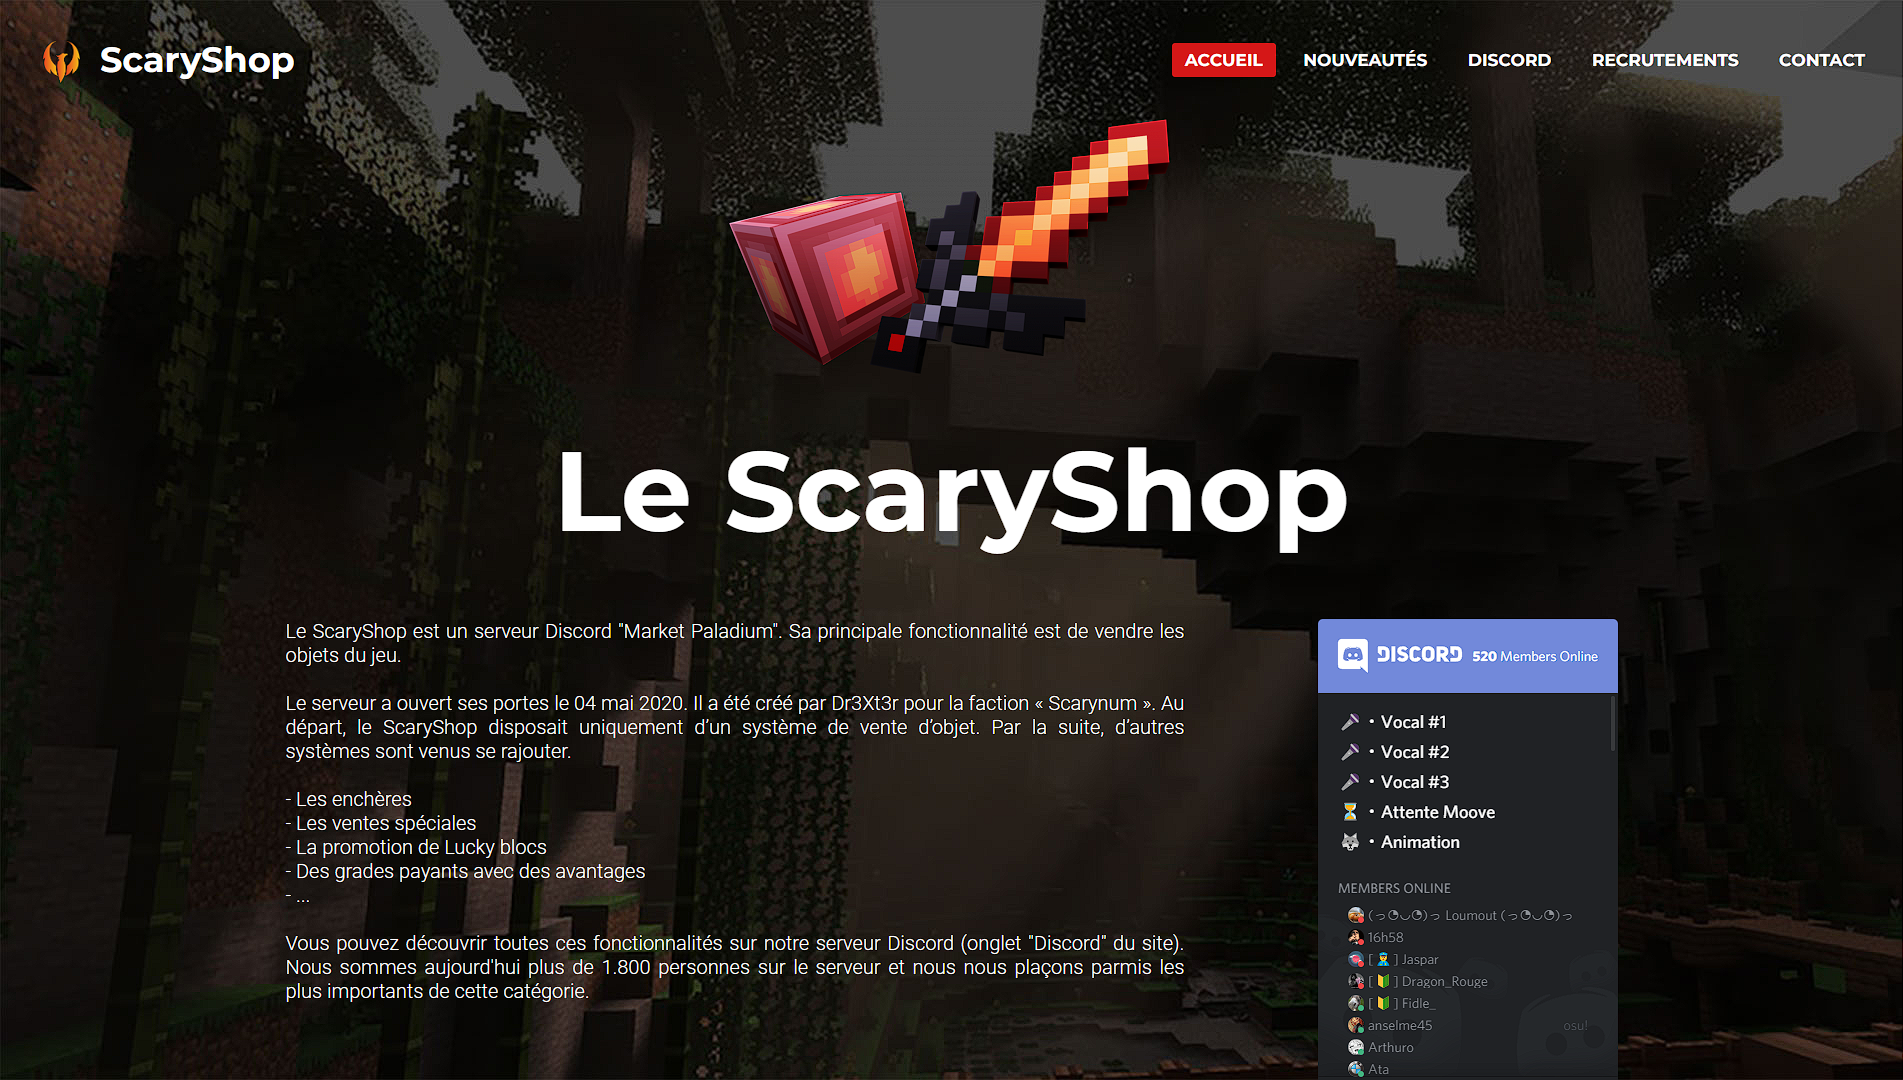 ScaryShop
ACCUEIL
NOUVEAUTÉS
DISCORD
RECRUTEMENTS
CONTACT
Le ScaryShop
Le ScaryShop est un serveur Discord "Market Paladium". Sa principale fonctionnalité est de vendre les
objets du jeu.
Le serveur a ouvert ses portes le 04 mai 2020. Il a été créé par Dr3Xt3r pour la faction « Scarynum ». Au
départ, le ScaryShop disposait uniquement d’un système de vente d’objet. Par la suite, d’autres
systèmes sont venus se rajouter.
- Les enchères
- Les ventes spéciales
- La promotion de Lucky blocs
- Des grades payants avec des avantages
- ...
Vous pouvez découvrir toutes ces fonctionnalités sur notre serveur Discord (onglet "Discord" du site).
Nous sommes aujourd'hui plus de 1.800 personnes sur le serveur et nous nous plaçons parmis les
plus importants de cette catégorie.
DISCORD 520 Members Online
🎤・Vocal #1
🎤・Vocal #2
🎤・Vocal #3
⌛・Attente Moove
🐺・Animation
MEMBERS ONLINE
(っ◔◡◔)っ Loumout (っ◔◡◔)っ
16h58
[ 👮‍♂️ ] Jaspar
[ 🔰 ] Dragon_Rouge
[ 🔰 ] Fidle_
anselme45 osu!
Arthuro
Ata